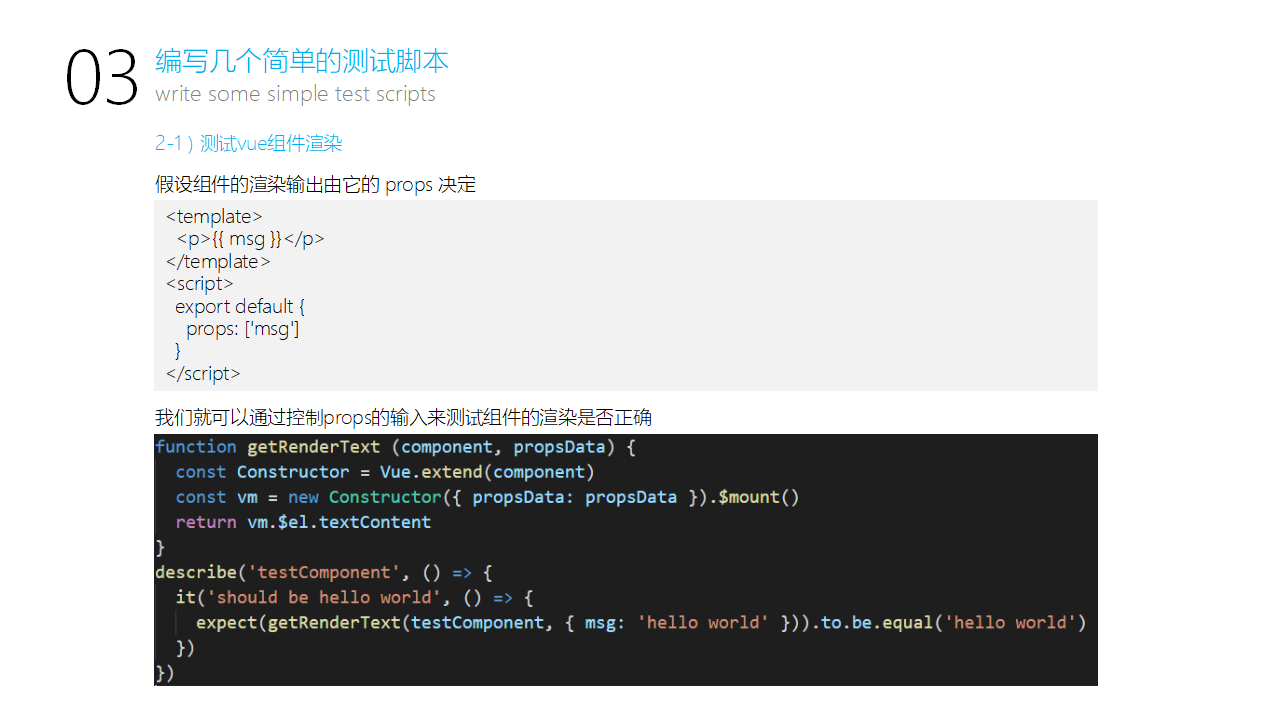 03
编写几个简单的测试脚本
write some simple test scripts
2-1）测试vue组件渲染
假设组件的渲染输出由它的 props 决定
<template>
  <p>{{ msg }}</p>
</template>
<script>
  export default {
    props: ['msg']
  }
</script>
我们就可以通过控制props的输入来测试组件的渲染是否正确
function getRenderText (component, propsData) {
  const Constructor = Vue.extend(component)
  const vm = new Constructor({ propsData: propsData }).$mount()
  return vm.$el.textContent
}
describe('testComponent', () => {
  it('should be hello world', () => {
    expect(getRenderText(testComponent, { msg: 'hello world' })).to.be.equal('hello world')
  })
})